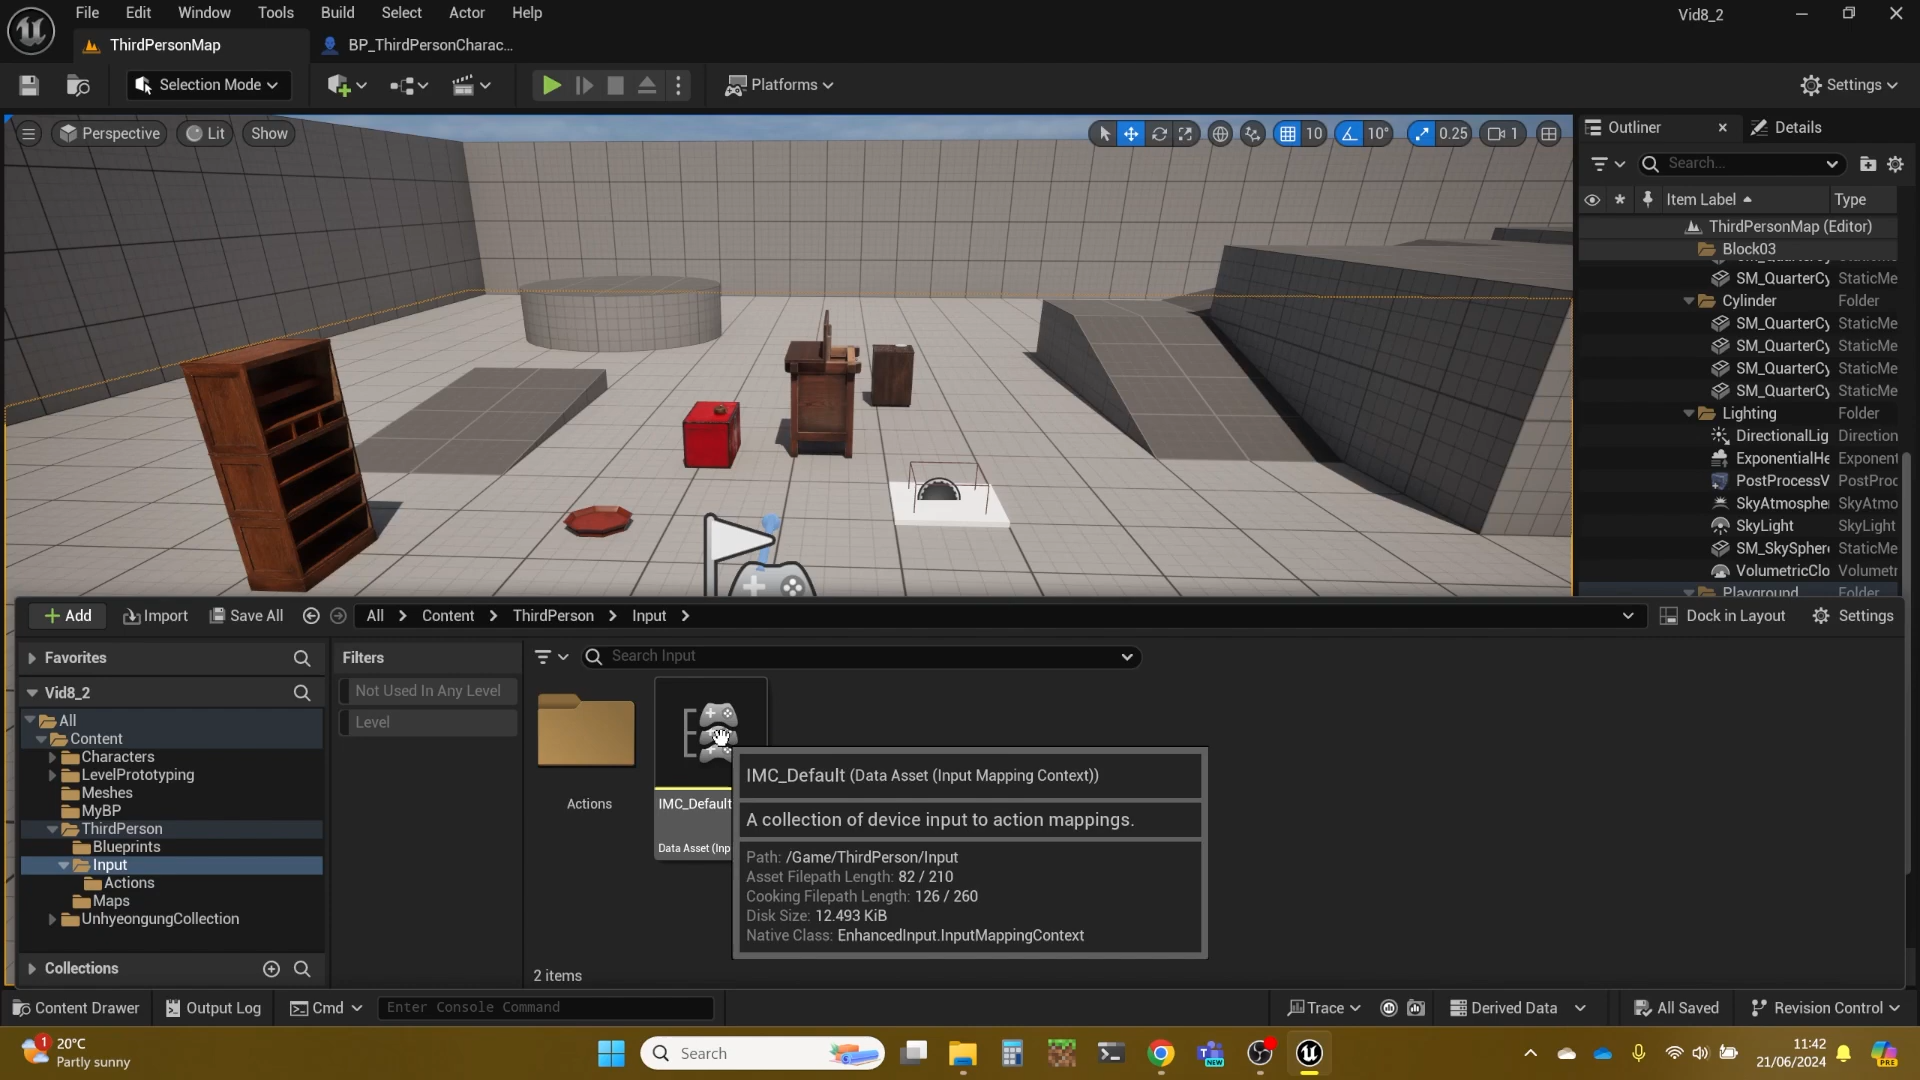 File Edit Window Tools Build Select Actor Help
Vid8_2
ThirdPersonMap
BP_ThirdPersonCharac...
Selection Mode
Platforms
Settings
Perspective
Lit
Show
10
10°
0.25
1
Outliner
Details
Search...
Item Label
Type
ThirdPersonMap (Editor)
Block03
SM_QuarterCy StaticMe
Cylinder Folder
SM_QuarterCy StaticMe
SM_QuarterCy StaticMe
SM_QuarterCy StaticMe
SM_QuarterCy StaticMe
Lighting Folder
DirectionalLig Direction
ExponentialHe Exponent
PostProcessV PostProc
SkyAtmosphe SkyAtmo
SkyLight SkyLight
SM_SkySpher StaticMe
VolumetricClo Volumetr
Playground Folder
Add
Import
Save All
All > Content > ThirdPerson > Input >
Dock in Layout
Settings
Favorites
Filters
Search Input
Not Used In Any Level
Level
Vid8_2
All
Content
Characters
LevelPrototyping
Meshes
MyBP
ThirdPerson
Blueprints
Input
Actions
Maps
UnhyeongungCollection
Collections
Actions
IMC_Default
Data Asset (Inp
IMC_Default (Data Asset (Input Mapping Context))
A collection of device input to action mappings.
Path: /Game/ThirdPerson/Input
Asset Filepath Length: 82 / 210
Cooking Filepath Length: 126 / 260
Disk Size: 12.493 KiB
Native Class: EnhancedInput.InputMappingContext
2 items
Content Drawer
Output Log
Cmd
Enter Console Command
Trace
Derived Data
All Saved
Revision Control
1
20°C
Partly sunny
Search
NEW
11:42
21/06/2024
PRE